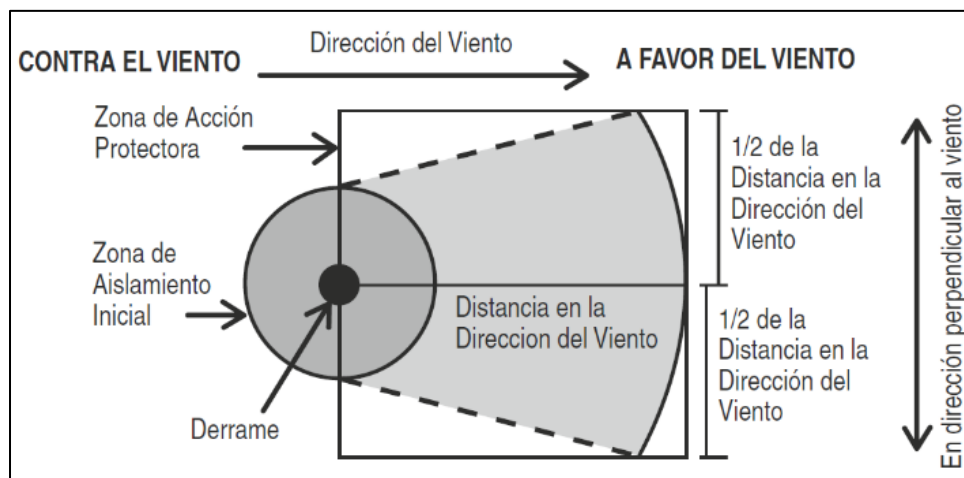 Dirección del Viento
CONTRA EL VIENTO
A FAVOR DEL VIENTO
Zona de Acción
Protectora
Zona de
Aislamiento
Inicial
Derrame
Distancia en la
Direccion del Viento
1/2 de la
Distancia en la
Dirección del
Viento
1/2 de la
Distancia en la
Dirección del
Viento
En dirección perpendicular al viento